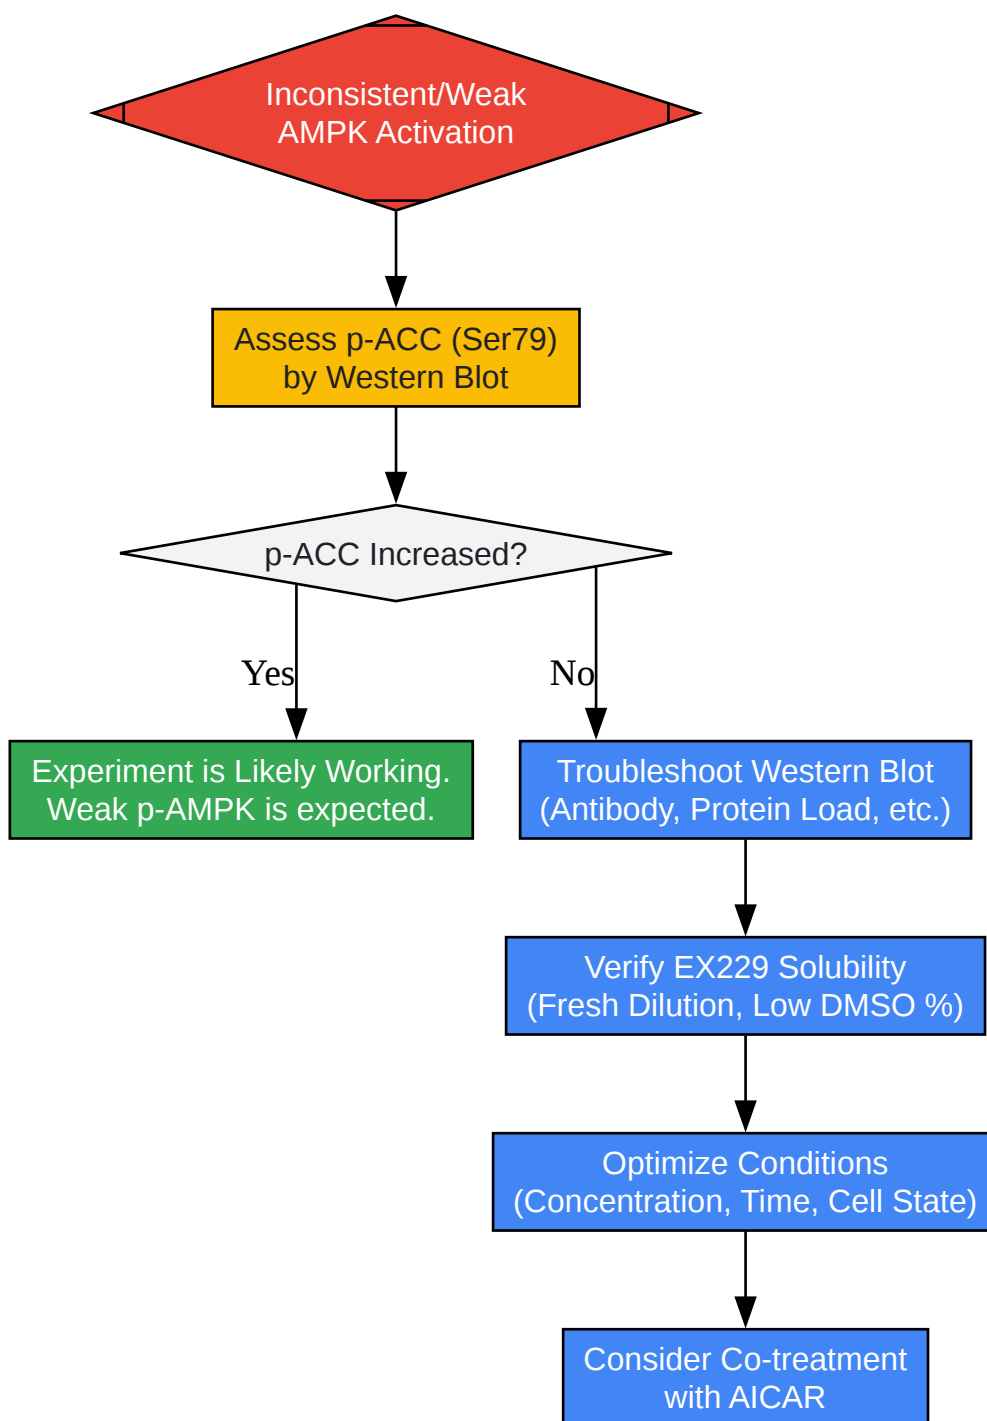 Inconsistent/Weak
AMPK Activation
Assess p-ACC (Ser79)
by Western Blot
p-ACC Increased?
Yes
No
Experiment is Likely Working.
Weak p-AMPK is expected.
Troubleshoot Western Blot
(Antibody, Protein Load, etc.)
Verify EX229 Solubility
(Fresh Dilution, Low DMSO %)
Optimize Conditions
(Concentration, Time, Cell State)
Consider Co-treatment
with AICAR